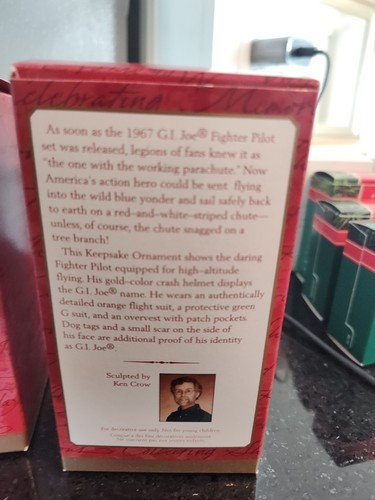 Celebrating Memor
As soon as the 1967 G.I. Joe® Fighter Pilot
set was released, legions of fans knew it as
"the one with the working parachute." Now
America's action hero could be sent flying
into the wild blue yonder and sail safely back
to earth on a red–and–white–striped chute—
unless, of course, the chute snagged on a
tree branch!
This Keepsake Ornament shows the daring
Fighter Pilot equipped for high-altitude
flying. His gold-color crash helmet displays
the G.I. Joe® name. He wears an authentically
detailed orange flight suit, a protective green
G suit, and an overvest with patch pockets.
Dog tags and a small scar on the side of
his face are additional proof of his identity
as G.I. Joe®.
Sculpted by
Ken Crow
For decorative use only. Not for young children.